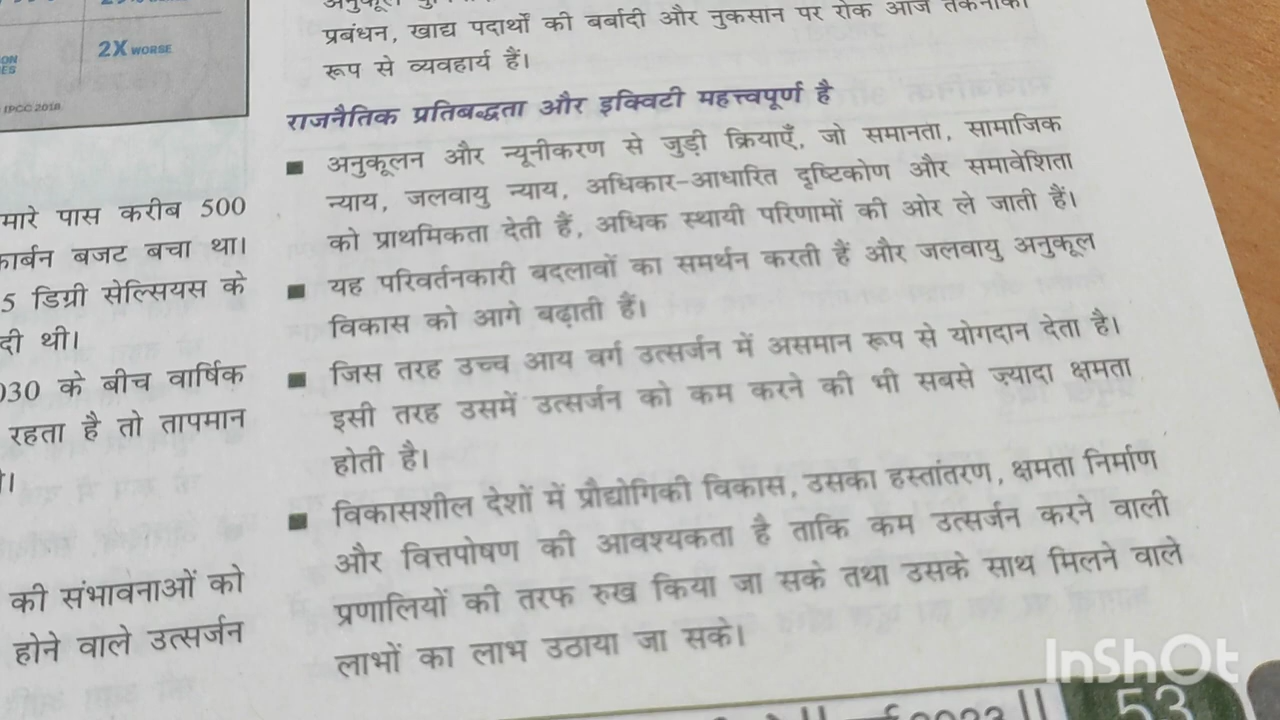 2X WORSE
IPCC 2018
मारे पास करीब 500
कार्बन बजट बचा था।
5 डिग्री सेल्सियस के
दी थी।
030 के बीच वार्षिक
रहता है तो तापमान
की संभावनाओं को
होने वाले उत्सर्जन
प्रबंधन, खाद्य पदार्थों की बर्बादी और नुकसान पर रोक आज तकनीकी
रूप से व्यवहार्य हैं।
राजनैतिक प्रतिबद्धता और इक्विटी महत्त्वपूर्ण है
■ अनुकूलन और न्यूनीकरण से जुड़ी क्रियाएँ, जो समानता, सामाजिक
न्याय, जलवायु न्याय, अधिकार-आधारित दृष्टिकोण और समावेशिता
को प्राथमिकता देती हैं, अधिक स्थायी परिणामों की ओर ले जाती हैं।
■ यह परिवर्तनकारी बदलावों का समर्थन करती हैं और जलवायु अनुकूल
विकास को आगे बढ़ाती हैं।
■ जिस तरह उच्च आय वर्ग उत्सर्जन में असमान रूप से योगदान देता है।
इसी तरह उसमें उत्सर्जन को कम करने की भी सबसे ज़्यादा क्षमता
होती है।
■ विकासशील देशों में प्रौद्योगिकी विकास, उसका हस्तांतरण, क्षमता निर्माण
और वित्तपोषण की आवश्यकता है ताकि कम उत्सर्जन करने वाली
प्रणालियों की तरफ रुख किया जा सके तथा उसके साथ मिलने वाले
लाभों का लाभ उठाया जा सके।
InShOt
53